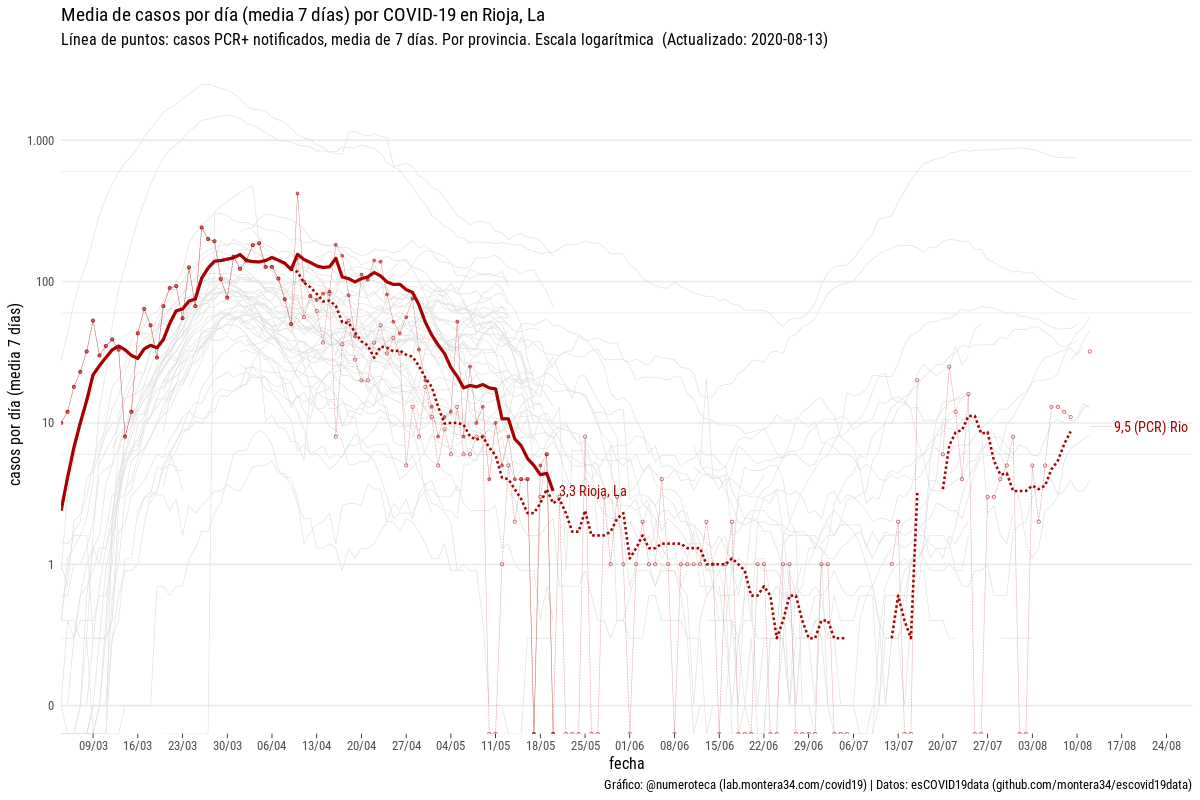 Media de casos por día (media 7 días) por COVID-19 en Rioja, La
Línea de puntos: casos PCR+ notificados, media de 7 días. Por provincia. Escala logarítmica  (Actualizado: 2020-08-13)
casos por día (media 7 días)
1.000
100
10
1
0
9,5 (PCR) Rio
3,3 Rioja, La
09/03 16/03 23/03 30/03 06/04 13/04 20/04 27/04 04/05 11/05 18/05 25/05 01/06 08/06 15/06 22/06 29/06 06/07 13/07 20/07 27/07 03/08 10/08 17/08 24/08
fecha
Gráfico: @numeroteca (lab.montera34.com/covid19) | Datos: esCOVID19data (github.com/montera34/escovid19data)